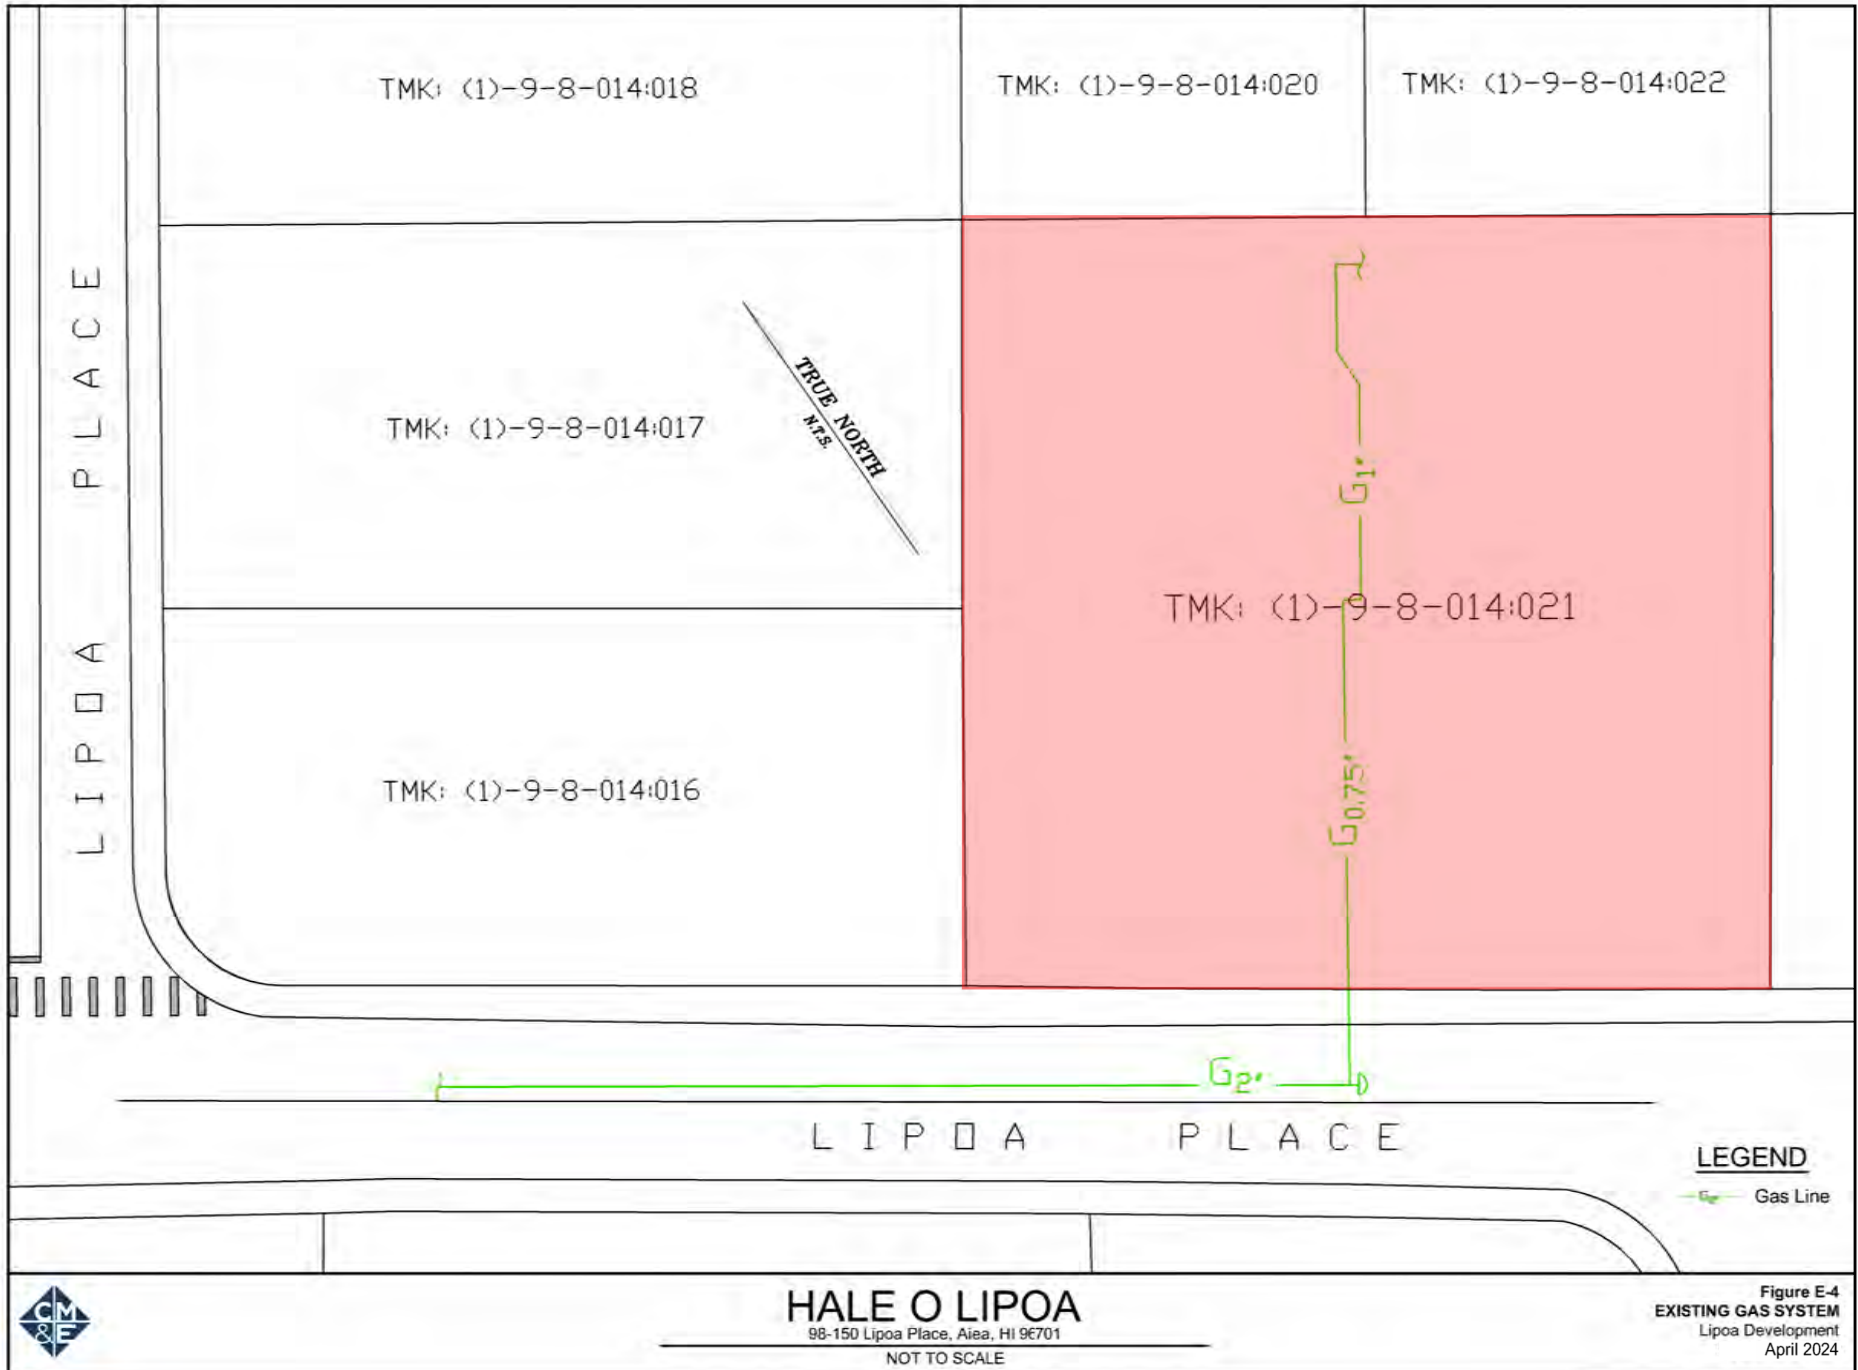 TMK: (1)-9-8-014:018
TMK: (1)-9-8-014:020
TMK: (1)-9-8-014:022
LIPOA PLACE
TRUE NORTH
N.T.S.
TMK: (1)-9-8-014:017
G1"
TMK: (1)-9-8-014:021
TMK: (1)-9-8-014:016
G0.75"
G2"
LIPOA PLACE
LEGEND
Gas Line
CM
&E
HALE O LIPOA
98-150 Lipoa Place, Aiea, HI 96701
NOT TO SCALE
Figure E-4
EXISTING GAS SYSTEM
Lipoa Development
April 2024